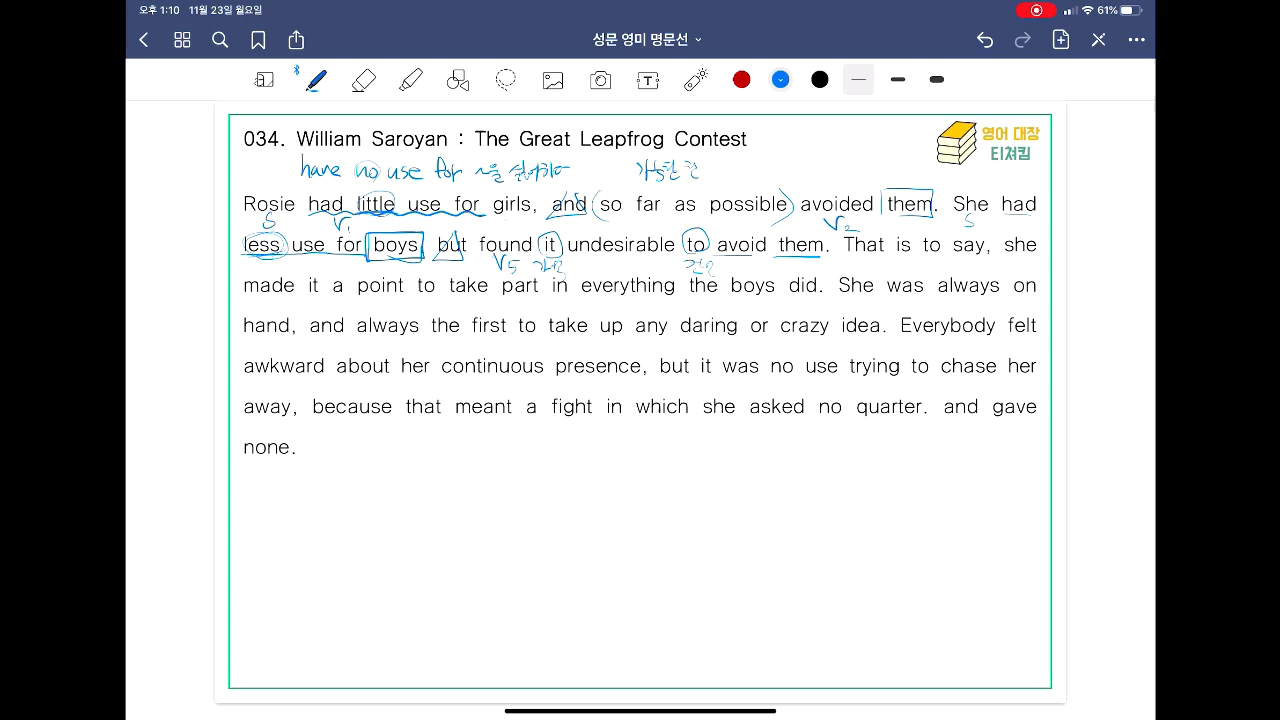 오후 1:10 11월 23일 월요일
61%
성문 영미 명문선
034. William Saroyan : The Great Leapfrog Contest
영어 대장
티쳐킴
have no use for ~을 싫어하다 가능한 한
Rosie had little use for girls, and (so far as possible) avoided them. She had
S V1 V2 S
less use for boys but found it undesirable to avoid them. That is to say, she
V5 가목 진목
made it a point to take part in everything the boys did. She was always on
hand, and always the first to take up any daring or crazy idea. Everybody felt
awkward about her continuous presence, but it was no use trying to chase her
away, because that meant a fight in which she asked no quarter. and gave
none.